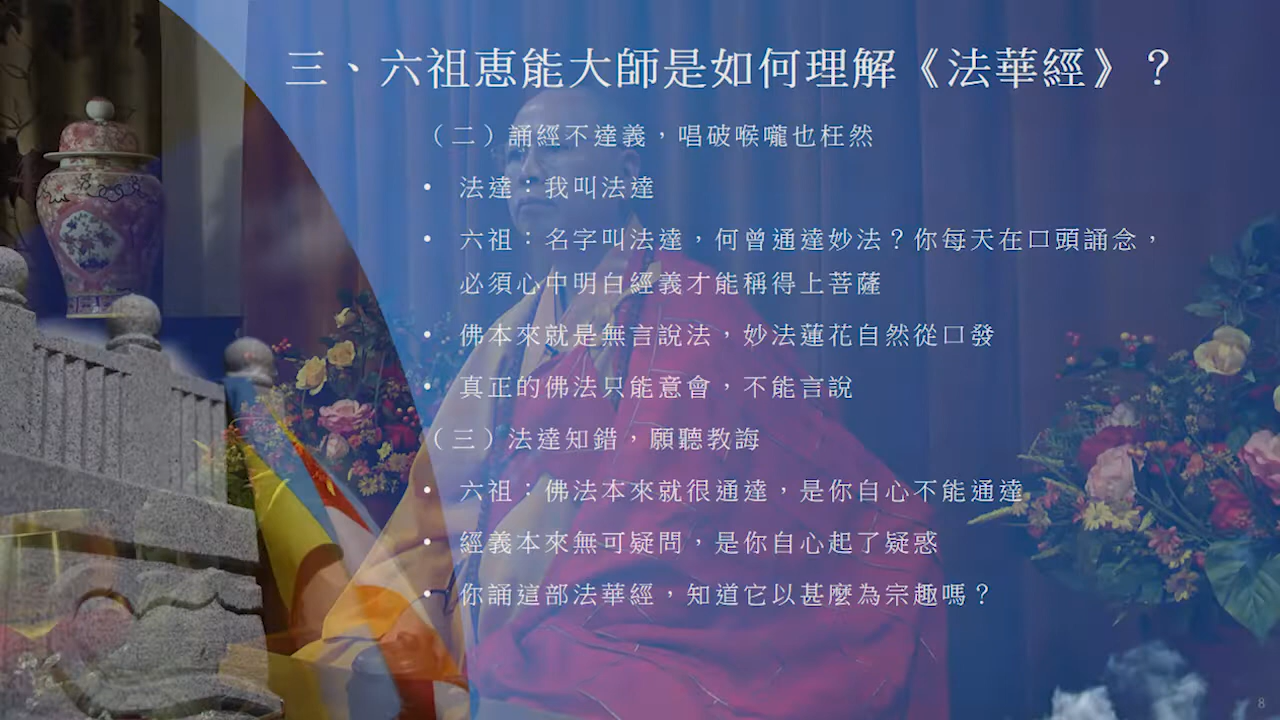 三、六祖恵能大師是如何理解《法華經》？
（二）誦經不達義，唱破喉嚨也枉然
• 法達：我叫法達
• 六祖：名字叫法達，何曾通達妙法？你每天在口頭誦念，
必須心中明白經義才能稱得上菩薩
• 佛本來就是無言說法，妙法蓮花自然從口發
• 真正的佛法只能意會，不能言說
（三）法達知錯，願聽教誨
• 六祖：佛法本來就很通達，是你自心不能通達
• 經義本來無可疑問，是你自心起了疑惑
• 你誦這部法華經，知道它以甚麼為宗趣嗎？
8